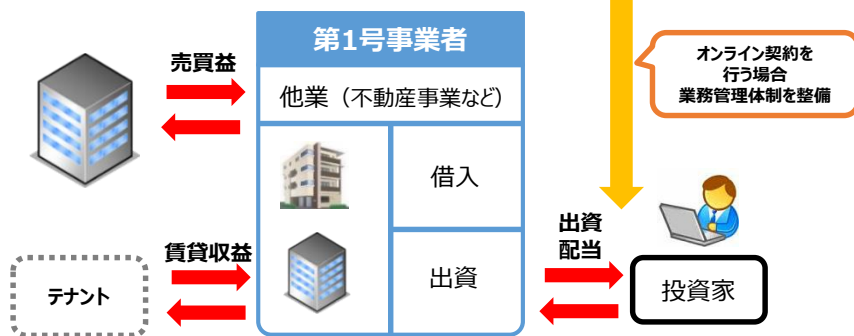 第1号事業者
オンライン契約を
行う場合
業務管理体制を整備
売買益
他業（不動産事業など）
借入
賃貸収益
出資
出資
配当
テナント
投資家